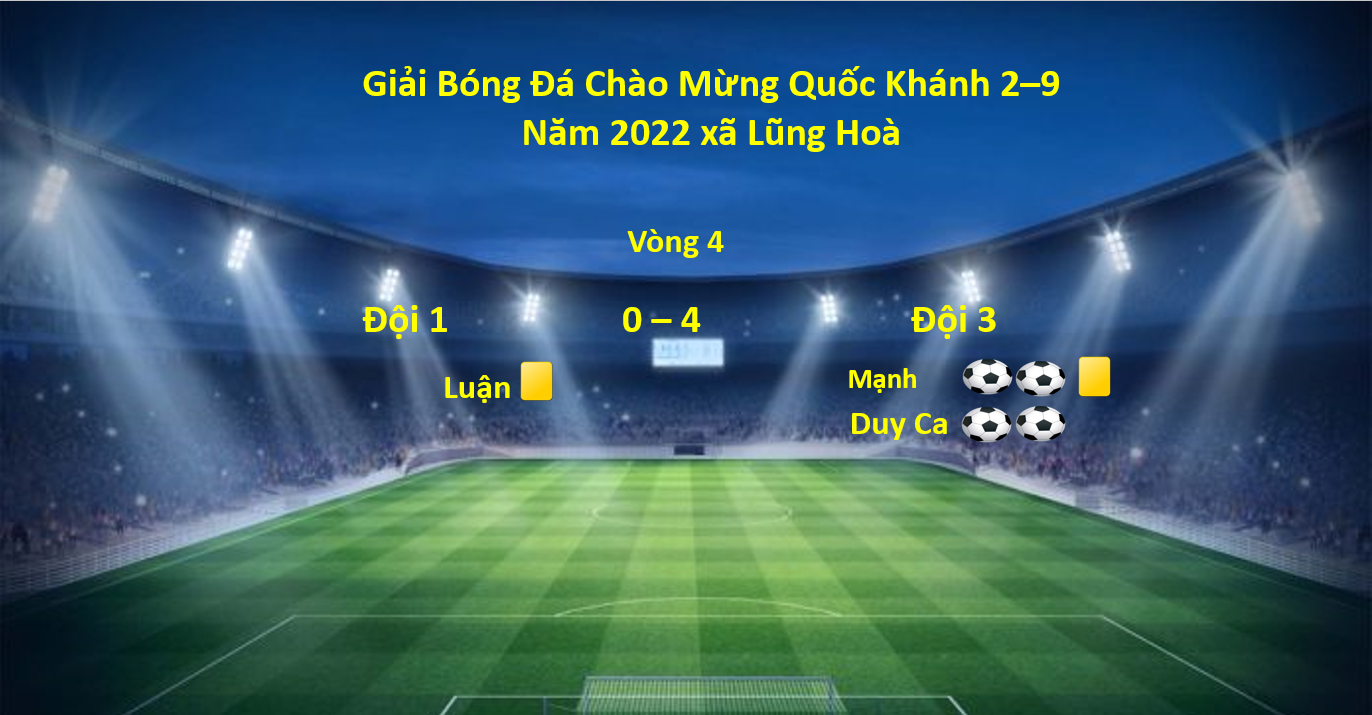 Giải Bóng Đá Chào Mừng Quốc Khánh 2–9
Năm 2022 xã Lũng Hoà
Vòng 4
Đội 1 0 – 4 Đội 3
Luận
Mạnh
Duy Ca